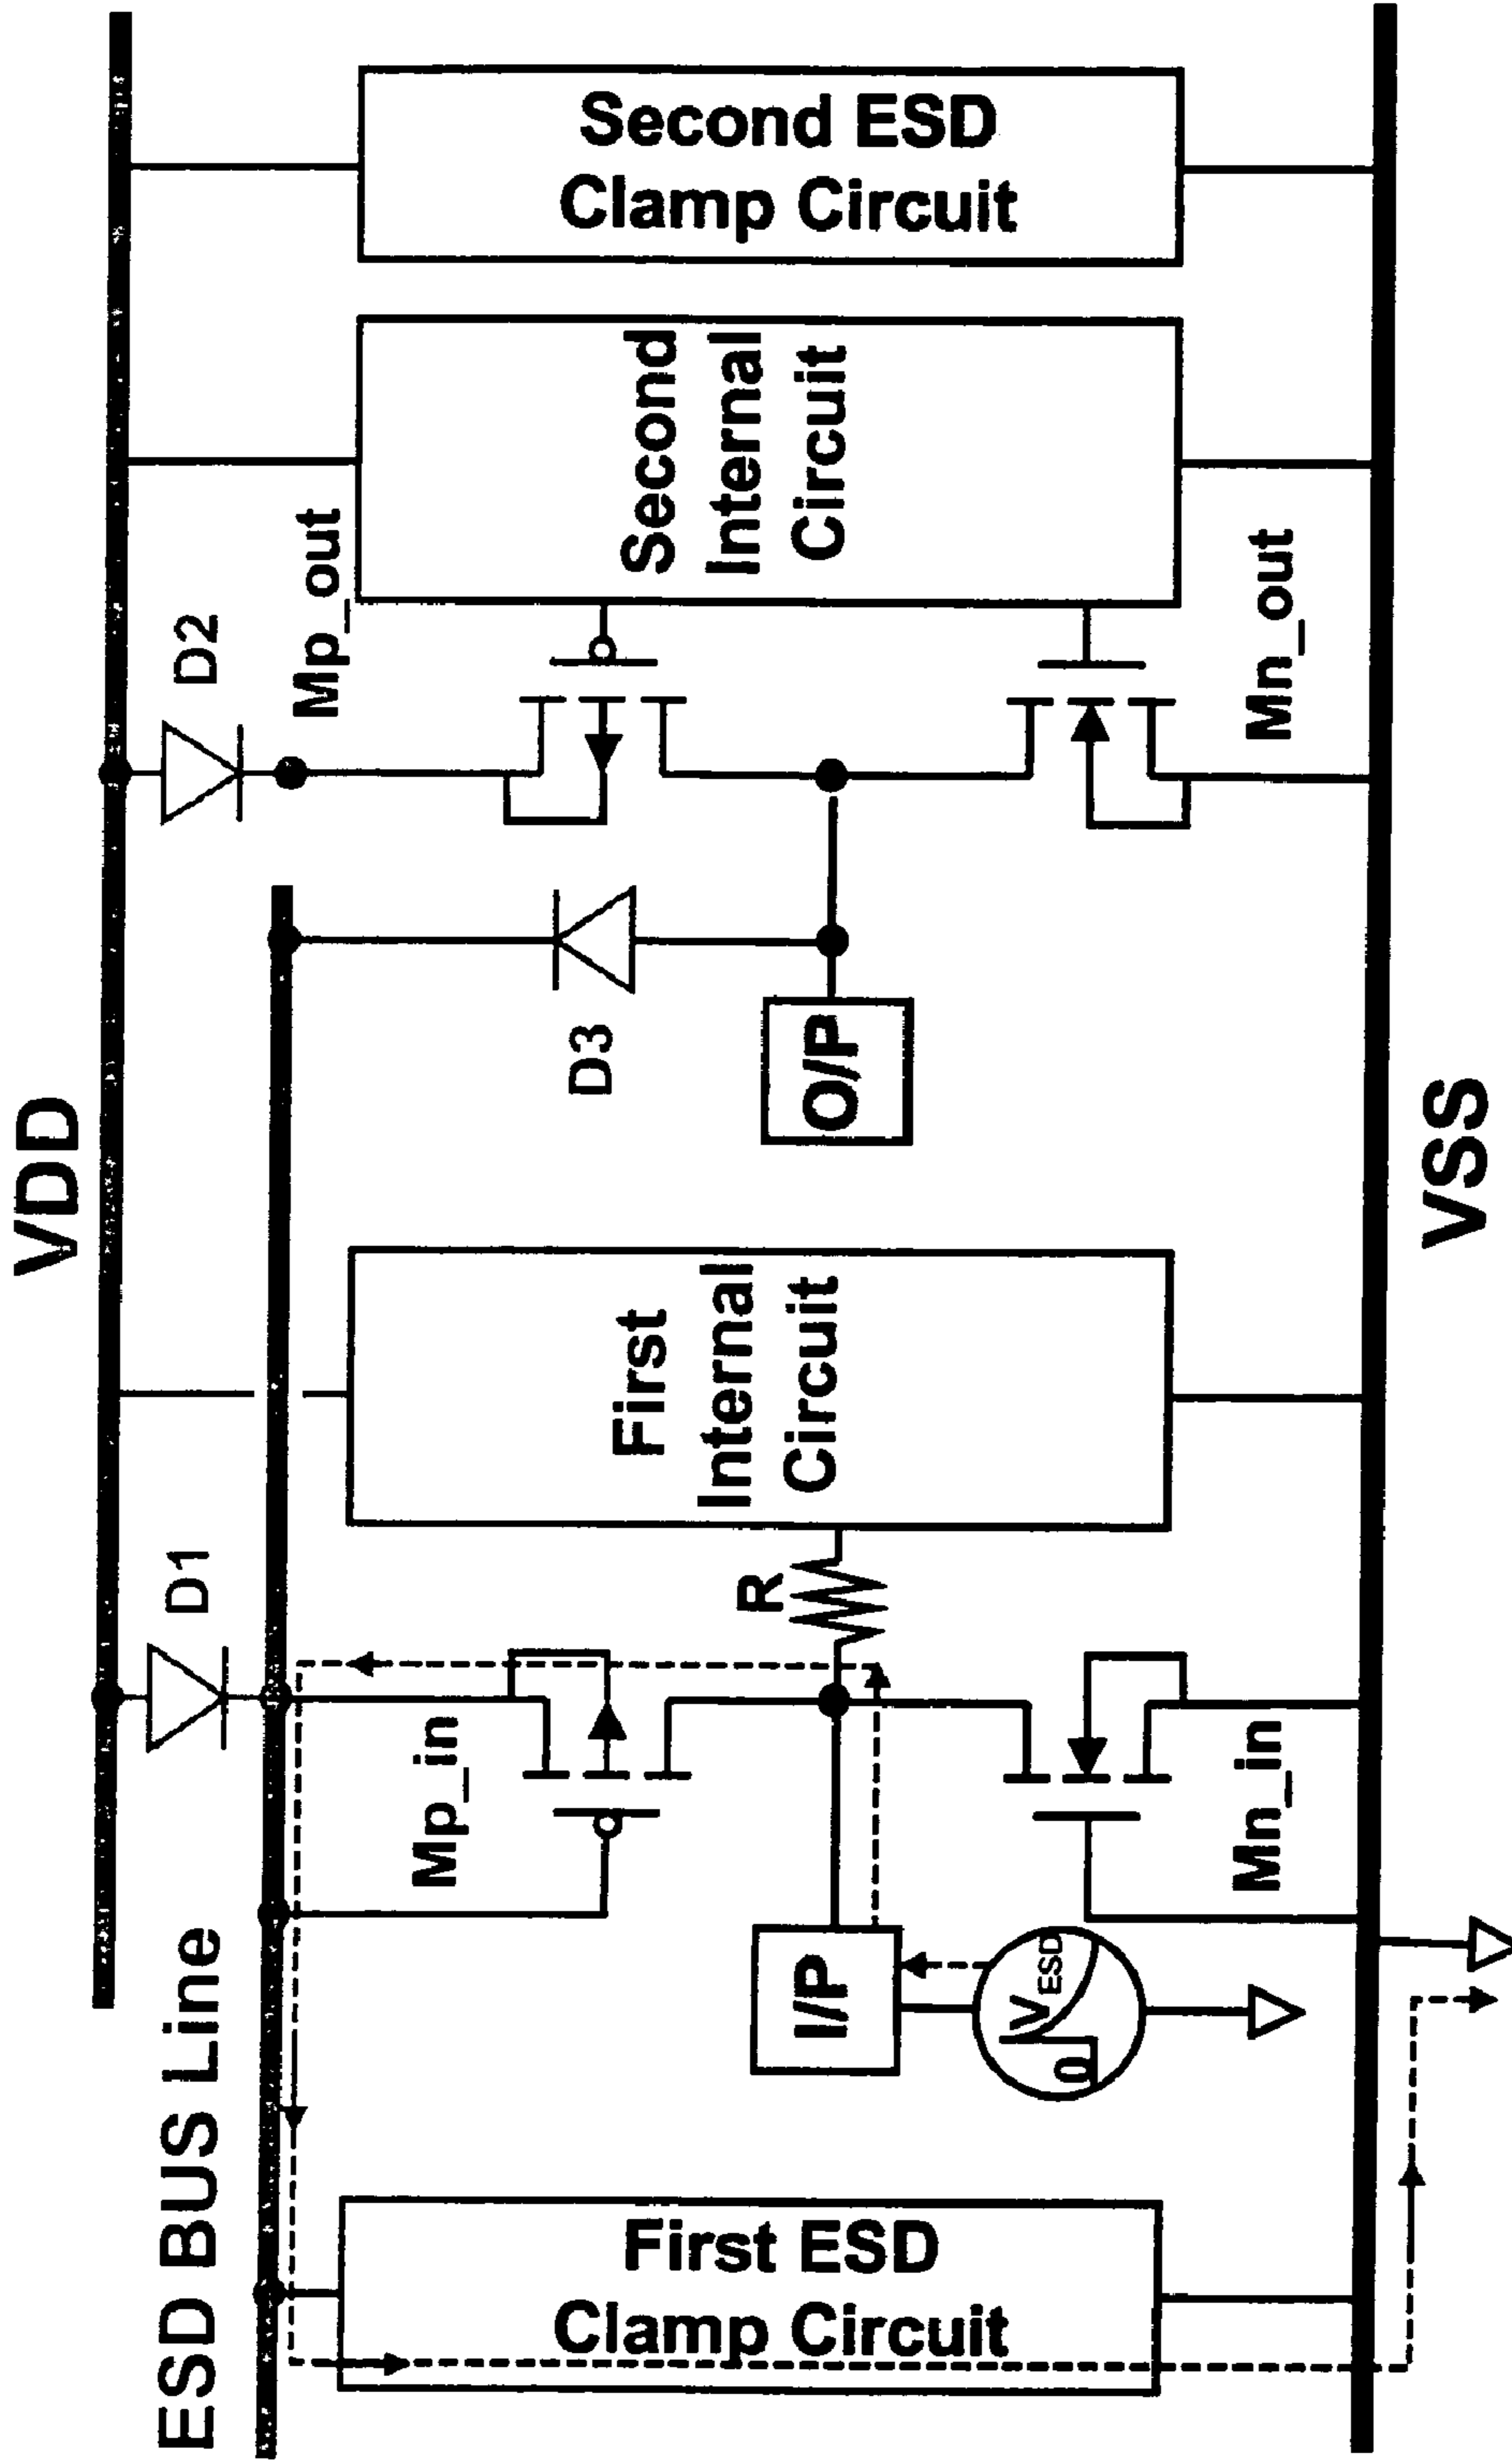 VDD
ESD BUS Line
D1
D2
Mp_in
Mp_out
D3
First ESD
Clamp Circuit
I/P
0
VESD
R
First
Internal
Circuit
O/P
Second
Internal
Circuit
Second ESD
Clamp Circuit
Mn_in
Mn_out
VSS